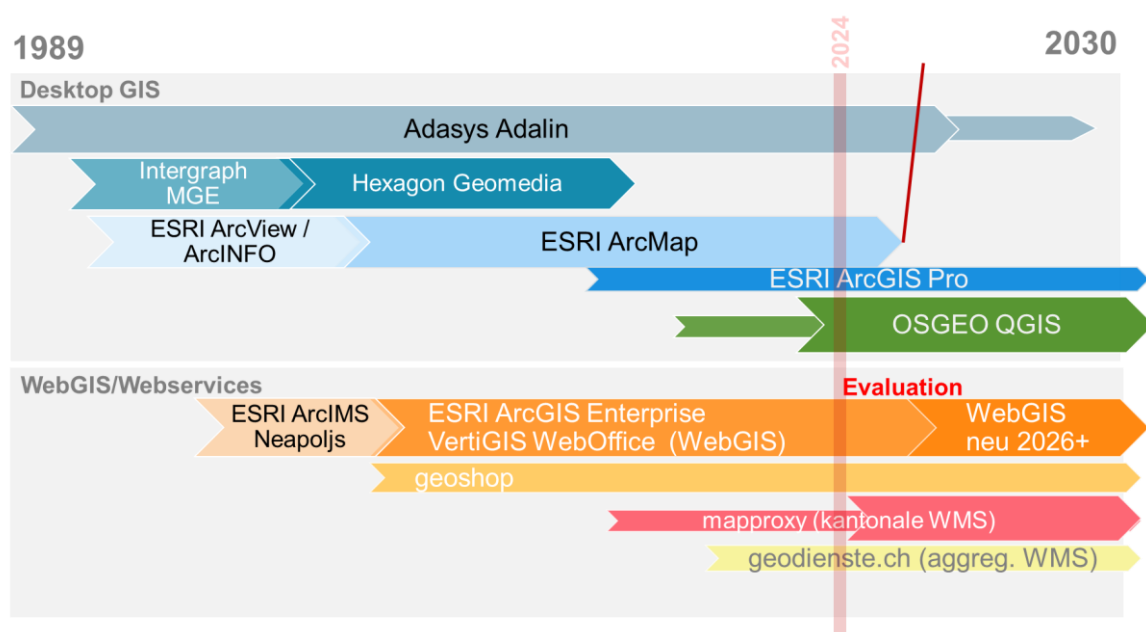 1989
2024
2030
Desktop GIS
Adasys Adalin
Intergraph
MGE
Hexagon Geomedia
ESRI ArcView /
ArcINFO
ESRI ArcMap
ESRI ArcGIS Pro
OSGEO QGIS
WebGIS/Webservices
Evaluation
ESRI ArcIMS
Neapoljs
ESRI ArcGIS Enterprise
VertiGIS WebOffice (WebGIS)
WebGIS
neu 2026+
geoshop
mapproxy (kantonale WMS)
geodienste.ch (aggreg. WMS)